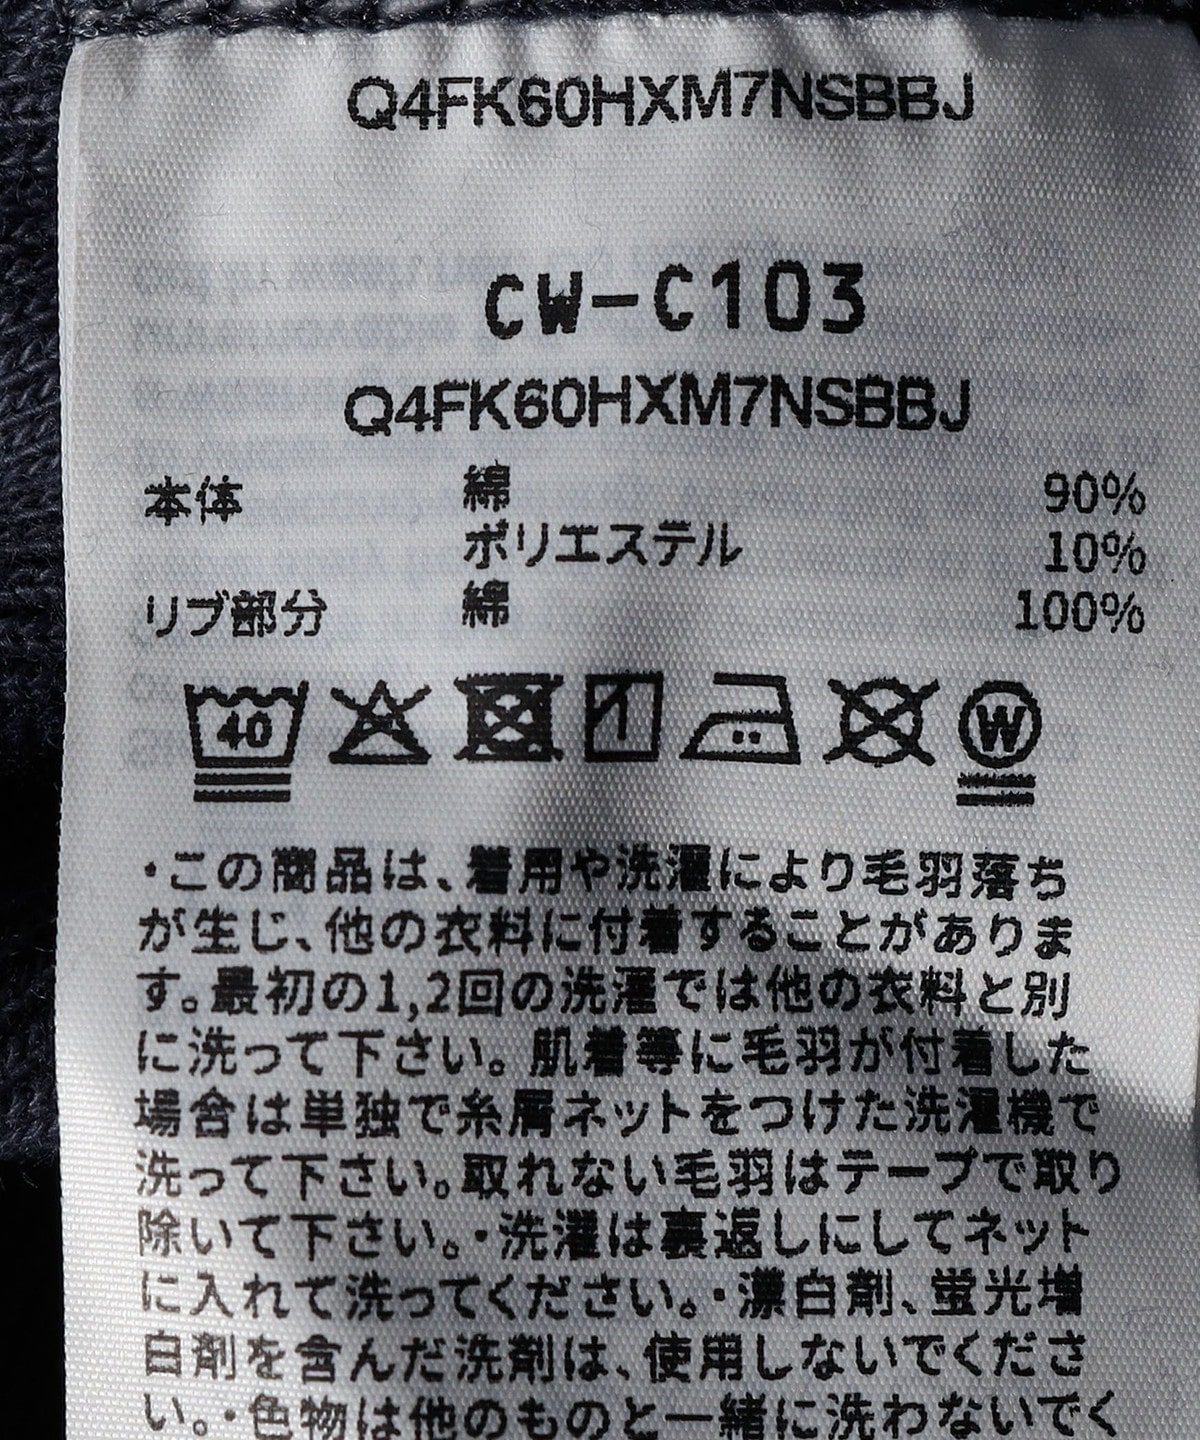 Q4FK60HXM7NSBBJ
CW-C103
Q4FK60HXM7NSBBJ
本体 綿 90%
ポリエステル 10%
リブ部分 綿 100%
40
W
・この商品は、着用や洗濯により毛羽落ち
が生じ、他の衣料に付着することがありま
す。最初の1,2回の洗濯では他の衣料と別
に洗って下さい。肌着等に毛羽が付着した
場合は単独で糸屑ネットをつけた洗濯機で
洗って下さい。取れない毛羽はテープで取り
除いて下さい。・洗濯は裏返しにしてネット
に入れて洗ってください。・漂白剤、蛍光増
白剤を含んだ洗剤は、使用しないでくださ
い。・色物は他のものと一緒に洗わないでく